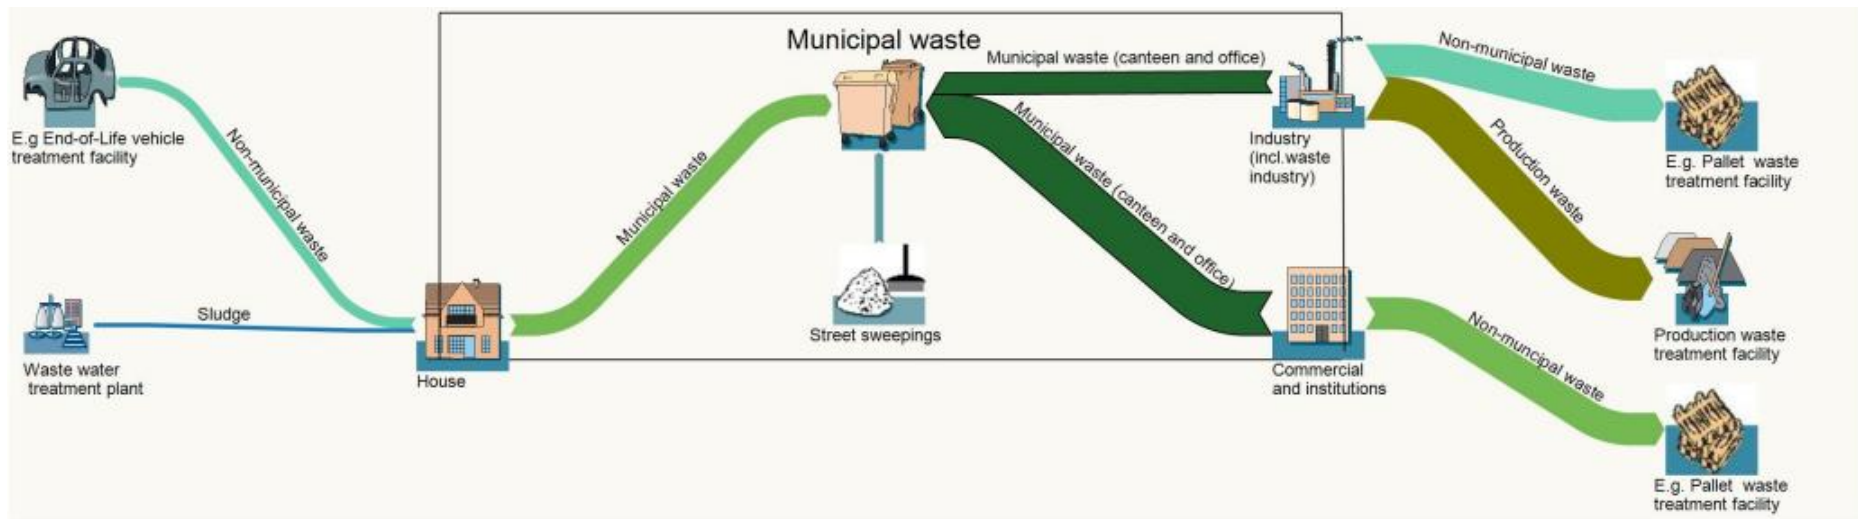 Municipal waste
Municipal waste (canteen and office)
Non-municipal waste
E.g End-of-Life vehicle
treatment facility
Non-municipal waste
Municipal waste
Municipal waste (canteen and office)
Industry
(incl.waste
industry)
Production waste
E.g. Pallet waste
treatment facility
Sludge
Waste water
treatment plant
House
Street sweepings
Commercial
and institutions
Non-muncipal waste
Production waste
treatment facility
E.g. Pallet waste
treatment facility